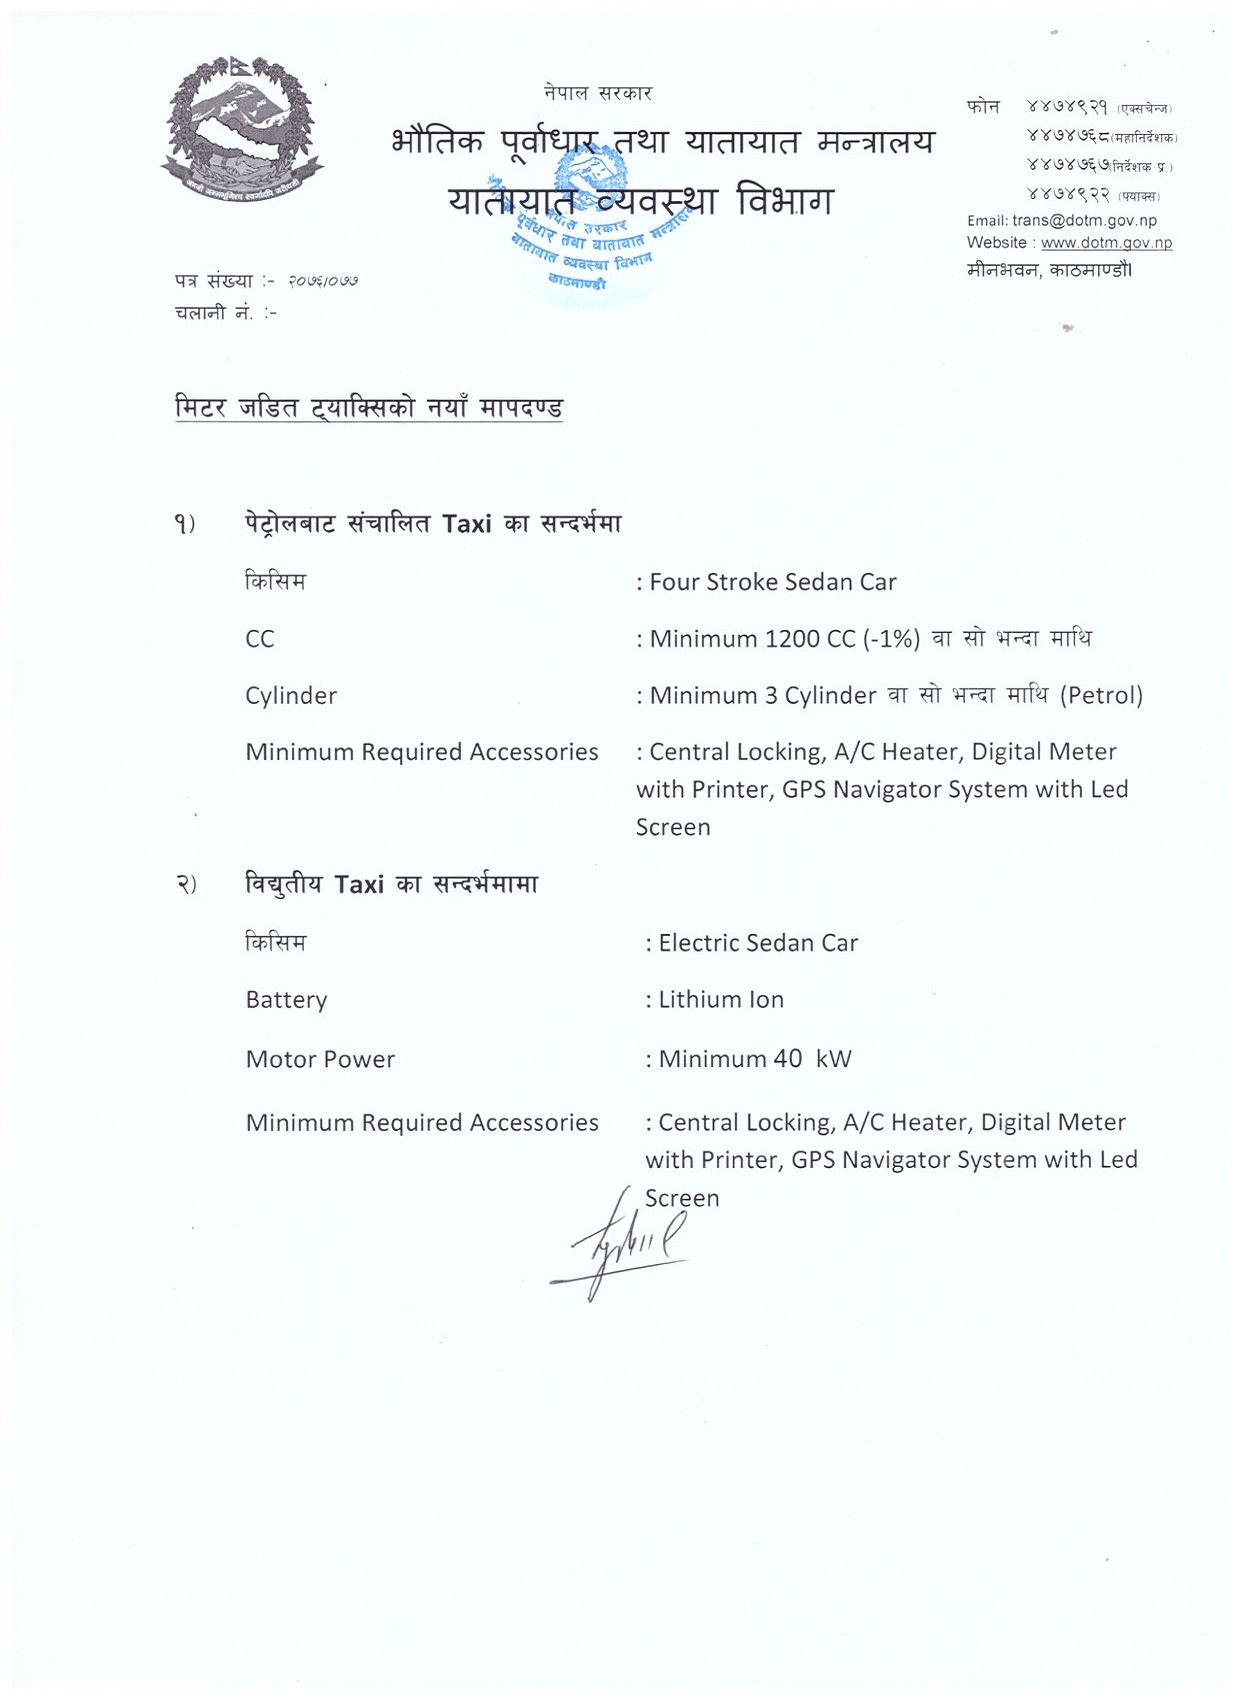 नेपाल सरकार
भौतिक पूर्वाधार तथा यातायात मन्त्रालय
यातायात व्यवस्था विभाग
फोन ४४७४९२१ (एक्सचेन्ज)
४४७४७६८(महानिर्देशक)
४४७४७६७(निर्देशक प्र.)
४४७४९२२ (फ्याक्स)
Email: trans@dotm.gov.np
Website : www.dotm.gov.np
मीनभवन, काठमाण्डौ।
नेपाल सरकार
पूर्वाधार तथा यातायात मन्त्रालय
यातायात व्यवस्था विभाग
काठमाण्डौ
पत्र संख्या :- २०७६/०७७
चलानी नं. :-
मिटर जडित ट्याक्सिको नयाँ मापदण्ड
१) पेट्रोलबाट संचालित Taxi का सन्दर्भमा
किसिम : Four Stroke Sedan Car
CC : Minimum 1200 CC (-1%) वा सो भन्दा माथि
Cylinder : Minimum 3 Cylinder वा सो भन्दा माथि (Petrol)
Minimum Required Accessories : Central Locking, A/C Heater, Digital Meter
with Printer, GPS Navigator System with Led
Screen
२) विद्युतीय Taxi का सन्दर्भमामा
किसिम : Electric Sedan Car
Battery : Lithium Ion
Motor Power : Minimum 40 kW
Minimum Required Accessories : Central Locking, A/C Heater, Digital Meter
with Printer, GPS Navigator System with Led
Screen